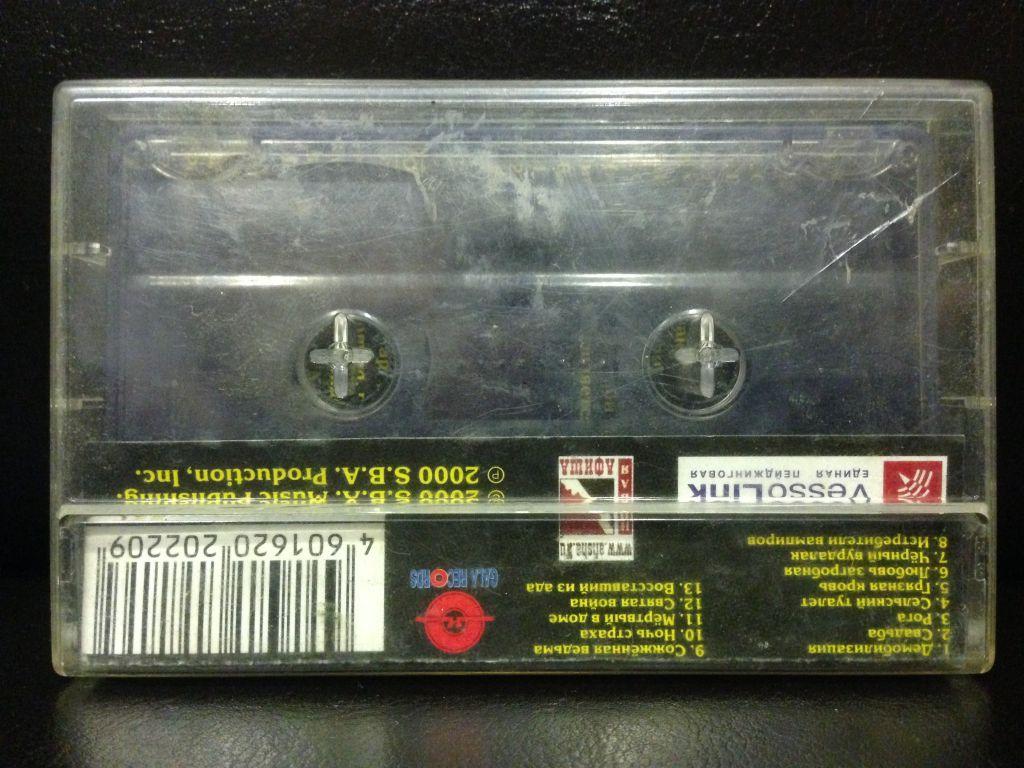 1. Демобилизация
2. Свадьба
3. Рога
4. Сельский туалет
5. Грязная кровь
6. Любовь загробная
7. Чёрный вурдалак
8. Истребители вампиров
9. Сожжённая ведьма
10. Ночь страха
11. Мёртвый в доме
12. Святая война
13. Восставший из ада
GALA RECORDS
4 601620 202209
www.afisha.ru
АФИША
VessoLink
ЕДИНАЯ ПЕЙДЖИНГОВАЯ
© 2000 S.B.A. Music Publishing.
℗ 2000 S.B.A. Production, Inc.